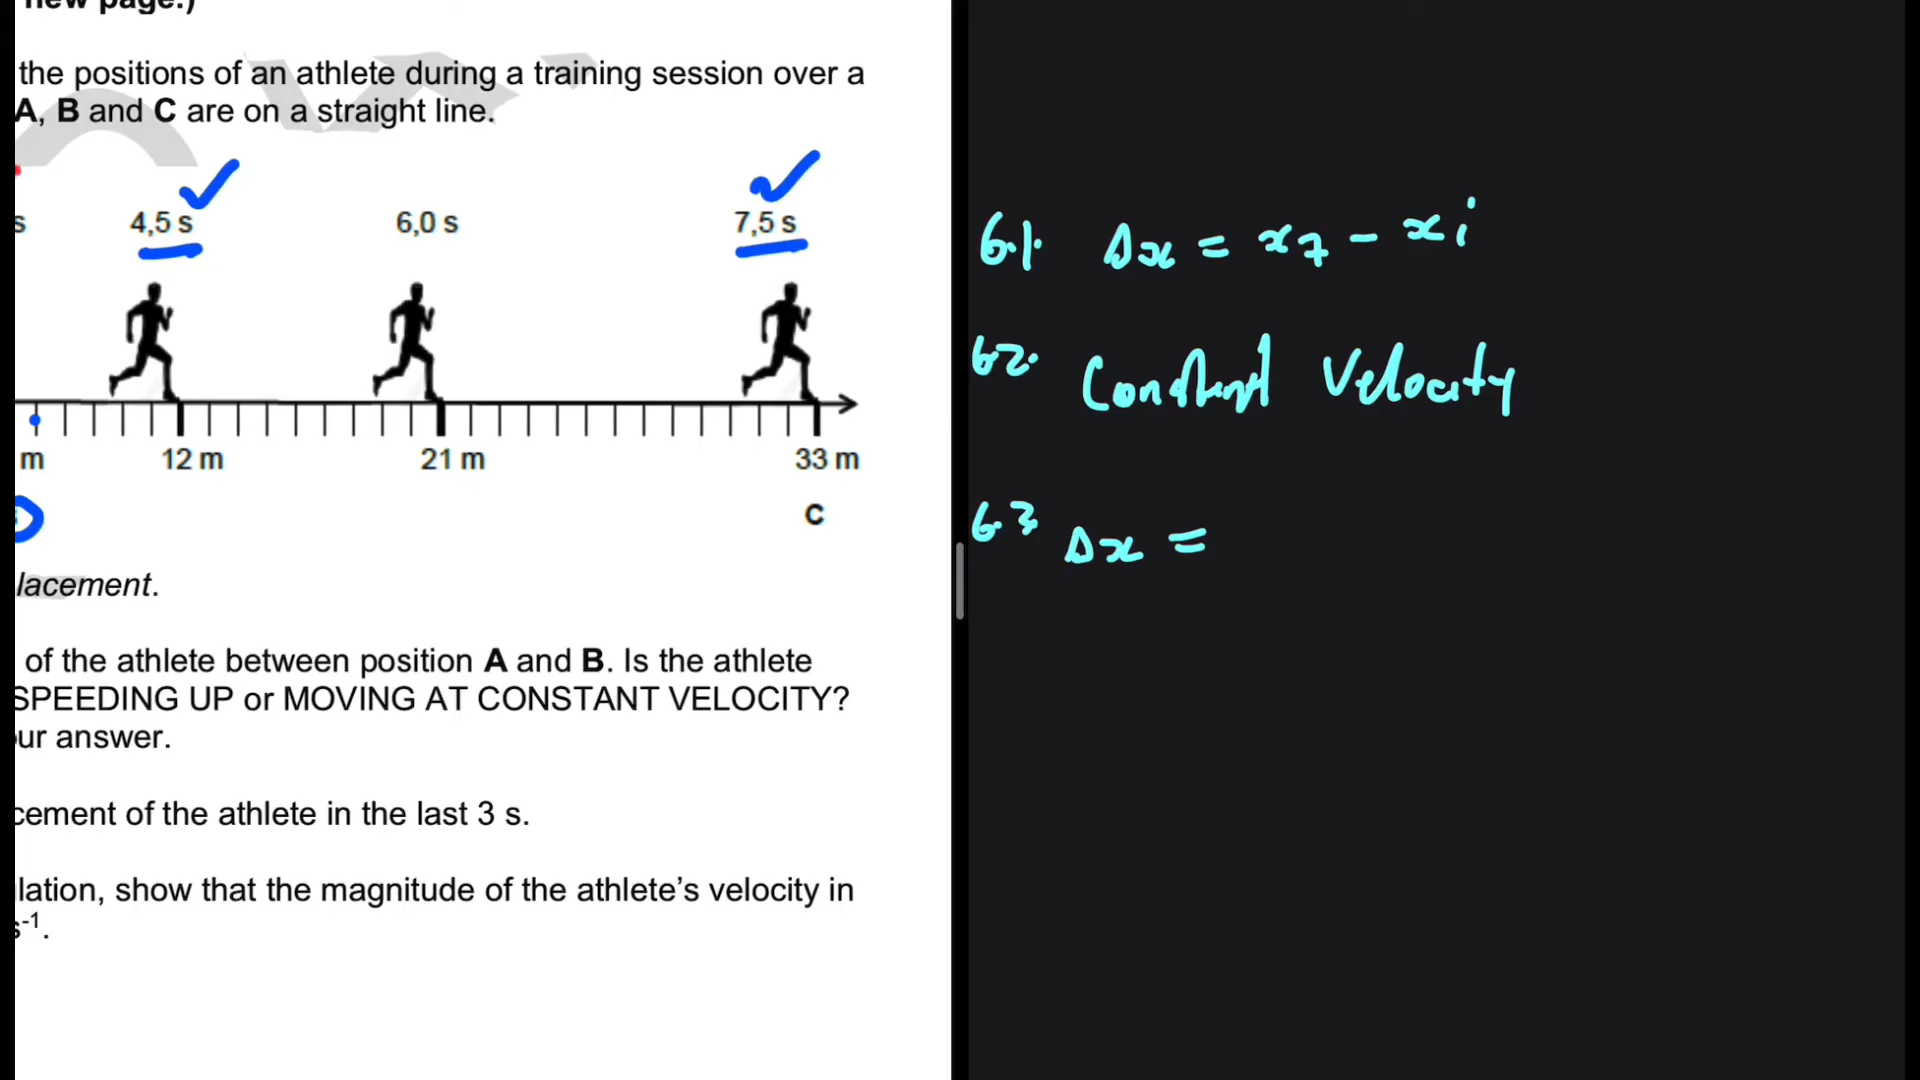 new page.)
the positions of an athlete during a training session over a
A, B and C are on a straight line.
s 4,5 s 6,0 s 7,5 s
m 12 m 21 m 33 m
C
lacement.
of the athlete between position A and B. Is the athlete
SPEEDING UP or MOVING AT CONSTANT VELOCITY?
ur answer.
cement of the athlete in the last 3 s.
lation, show that the magnitude of the athlete's velocity in
s-1.
6.1. Δx = xf - xi
6.2. Constant Velocity
6.3 Δx =